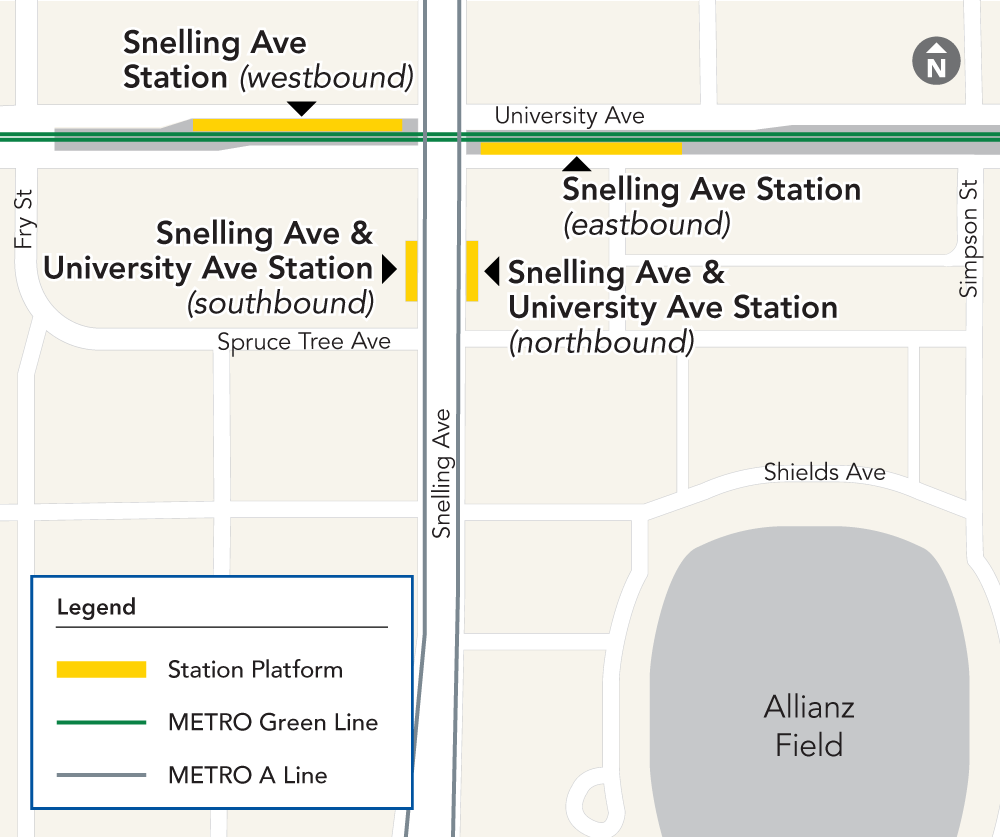 Snelling Ave
Station (westbound)
N
University Ave
Snelling Ave Station
(eastbound)
Fry St
Simpson St
Snelling Ave &
University Ave Station
(southbound)
Snelling Ave &
University Ave Station
(northbound)
Spruce Tree Ave
Snelling Ave
Shields Ave
Legend
Station Platform
METRO Green Line
METRO A Line
Allianz
Field